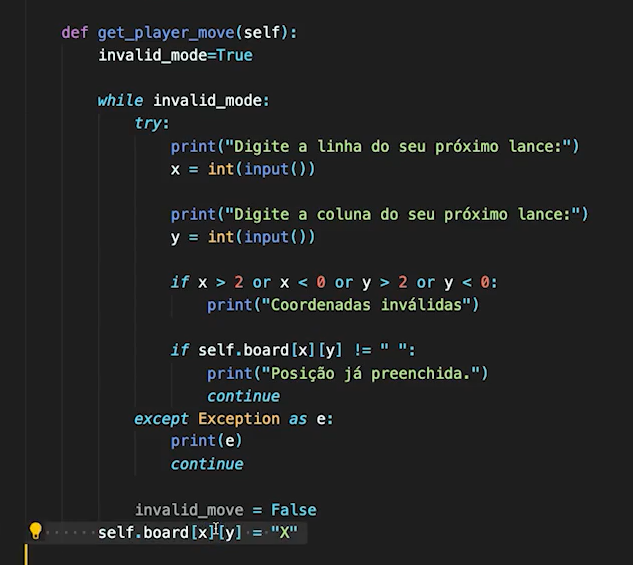 def get_player_move(self):
invalid_mode=True
while invalid_mode:
try:
print("Digite a linha do seu próximo lance:")
x = int(input())
print("Digite a coluna do seu próximo lance:")
y = int(input())
if x > 2 or x < 0 or y > 2 or y < 0:
print("Coordenadas inválidas")
if self.board[x][y] != " ":
print("Posição já preenchida.")
continue
except Exception as e:
print(e)
continue
invalid_move = False
self.board[x][y] = "X"